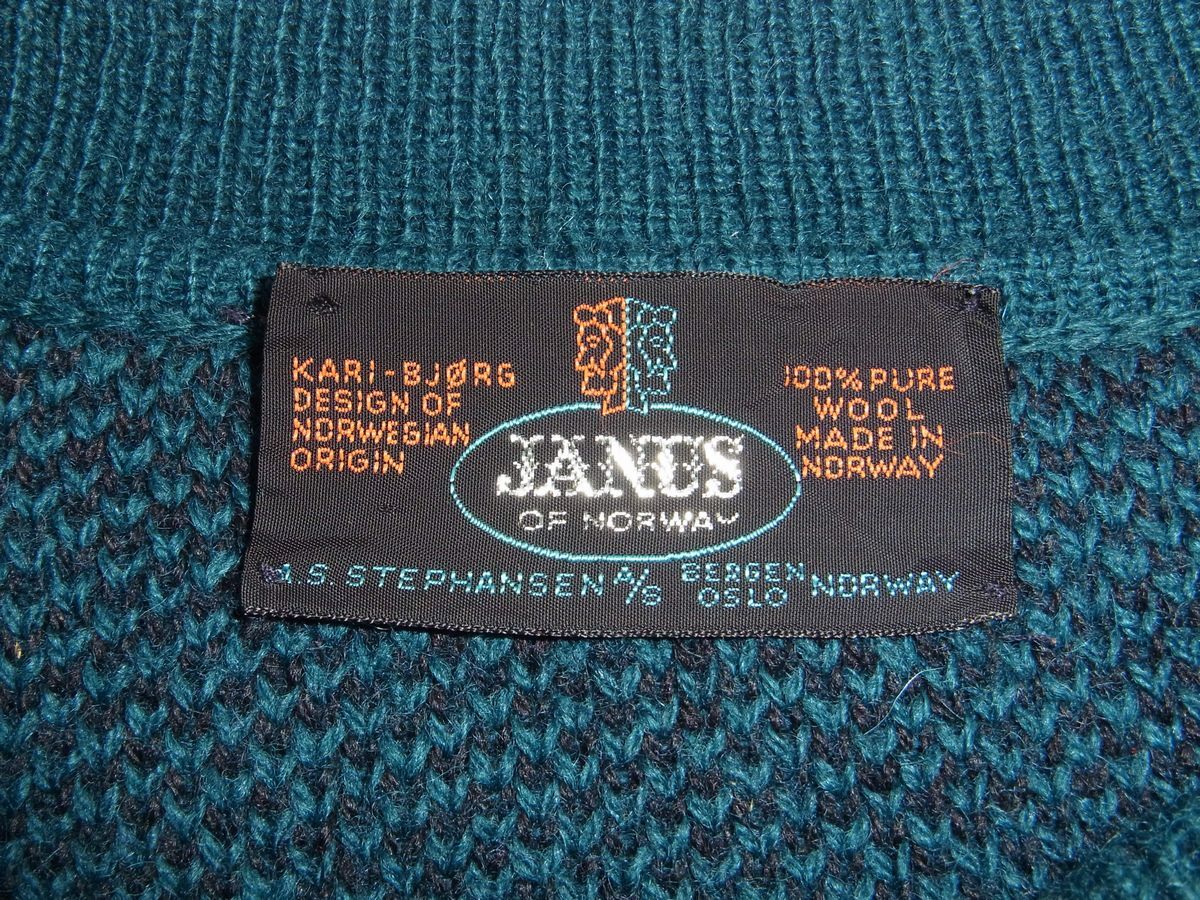 KARI-BJØRG
DESIGN OF
NORWEGIAN
ORIGIN
JANUS
OF NORWAY
100% PURE
WOOL
MADE IN
NORWAY
A.S. STEPHANSEN A/S BERGEN OSLO NORWAY